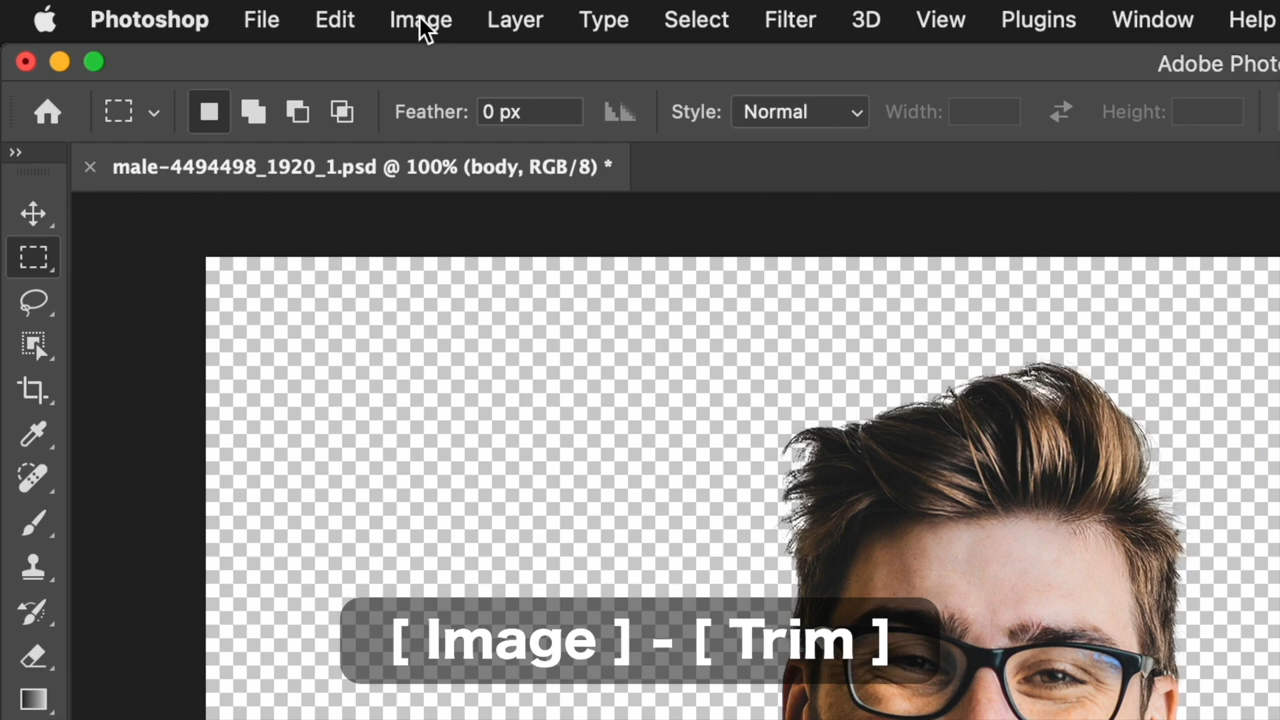 Photoshop File Edit Image Layer Type Select Filter 3D View Plugins Window Help
Adobe Phot
Feather: 0 px Style: Normal Width: Height:
male-4494498_1920_1.psd @ 100% (body, RGB/8) *
[ Image ] - [ Trim ]